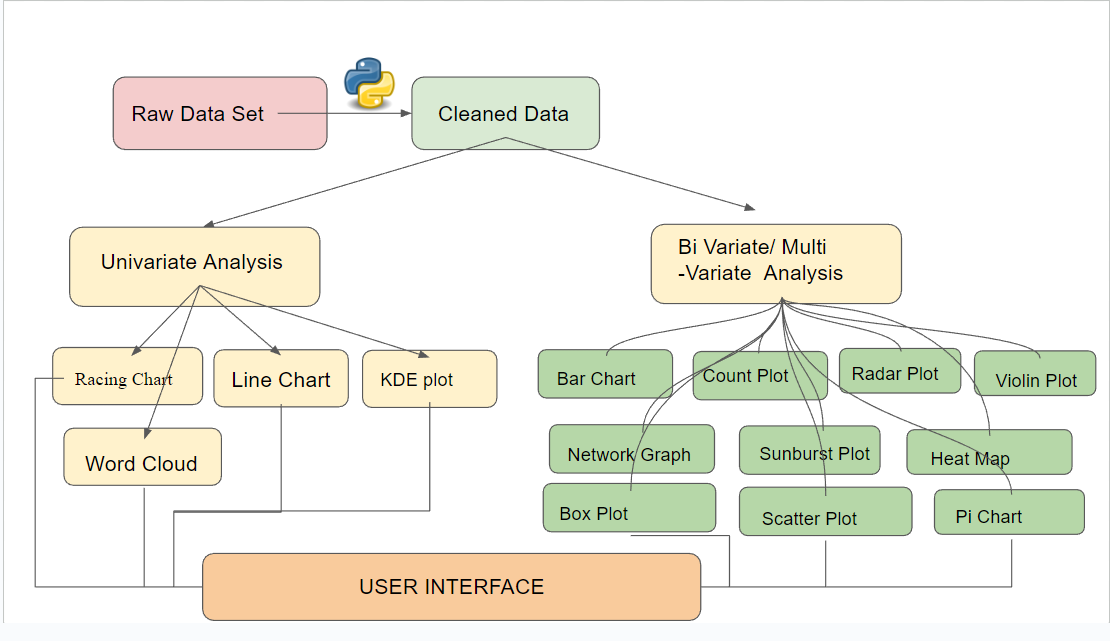 Raw Data Set
Cleaned Data
Univariate Analysis
Bi Variate/ Multi
-Variate Analysis
Racing Chart
Line Chart
KDE plot
Bar Chart
Count Plot
Radar Plot
Violin Plot
Word Cloud
Network Graph
Sunburst Plot
Heat Map
Box Plot
Scatter Plot
Pi Chart
USER INTERFACE